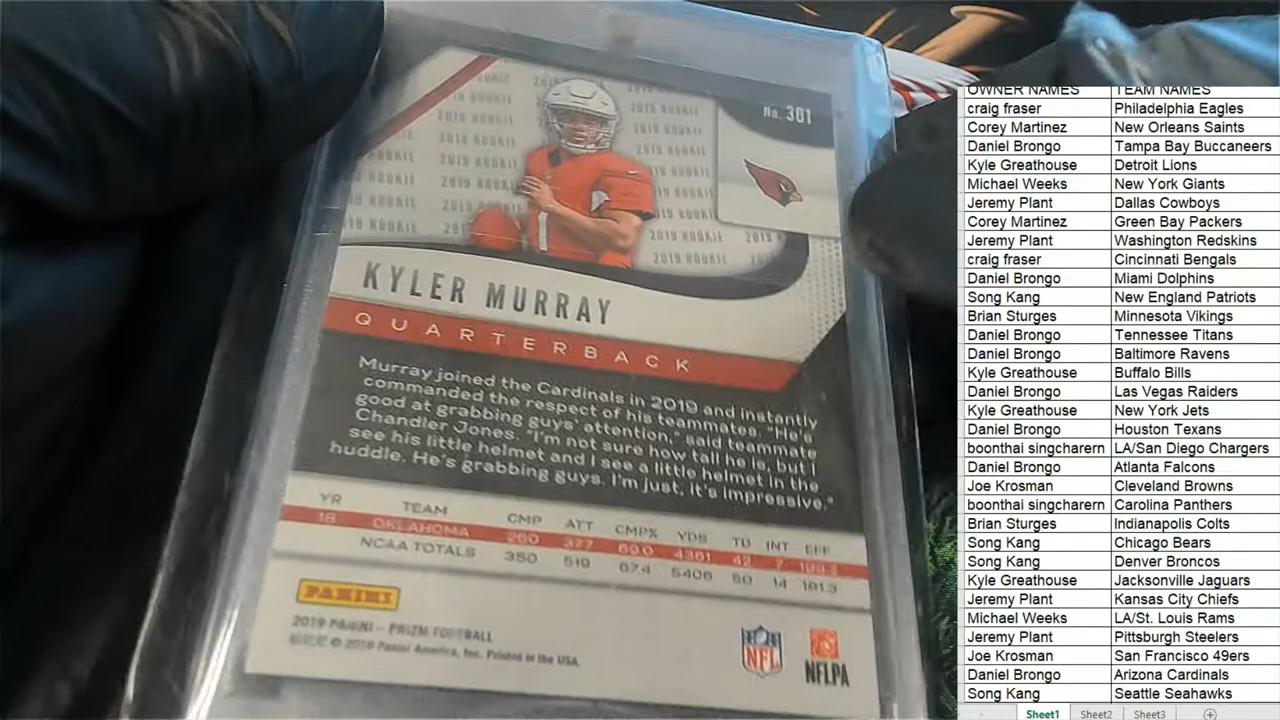 No. 301
2019 ROOKIE
KYLER MURRAY
QUARTERBACK
Murray joined the Cardinals in 2019 and instantly
commanded the respect of his teammates. "He's
good at grabbing guys' attention," said teammate
Chandler Jones. "I'm not sure how tall he is, but I
see his little helmet and I see a little helmet in the
huddle. He's grabbing guys. I'm just, it's impressive."
YR TEAM CMP ATT CMP% YDS TD INT EFF
18 OKLAHOMA 260 377 69.0 4361 42 7
NCAA TOTALS 350 519 67.4 5406 50 14 181.3
PANINI
2019 PANINI – PRIZM FOOTBALL
© 2019 Panini America, Inc. Printed in the USA.
NFL
NFLPA
OWNER NAMES TEAM NAMES
craig fraser Philadelphia Eagles
Corey Martinez New Orleans Saints
Daniel Brongo Tampa Bay Buccaneers
Kyle Greathouse Detroit Lions
Michael Weeks New York Giants
Jeremy Plant Dallas Cowboys
Corey Martinez Green Bay Packers
Jeremy Plant Washington Redskins
craig fraser Cincinnati Bengals
Daniel Brongo Miami Dolphins
Song Kang New England Patriots
Brian Sturges Minnesota Vikings
Daniel Brongo Tennessee Titans
Daniel Brongo Baltimore Ravens
Kyle Greathouse Buffalo Bills
Daniel Brongo Las Vegas Raiders
Kyle Greathouse New York Jets
Daniel Brongo Houston Texans
boonthai singcharern LA/San Diego Chargers
Daniel Brongo Atlanta Falcons
Joe Krosman Cleveland Browns
boonthai singcharern Carolina Panthers
Brian Sturges Indianapolis Colts
Song Kang Chicago Bears
Song Kang Denver Broncos
Kyle Greathouse Jacksonville Jaguars
Jeremy Plant Kansas City Chiefs
Michael Weeks LA/St. Louis Rams
Jeremy Plant Pittsburgh Steelers
Joe Krosman San Francisco 49ers
Daniel Brongo Arizona Cardinals
Song Kang Seattle Seahawks
Sheet1 Sheet2 Sheet3